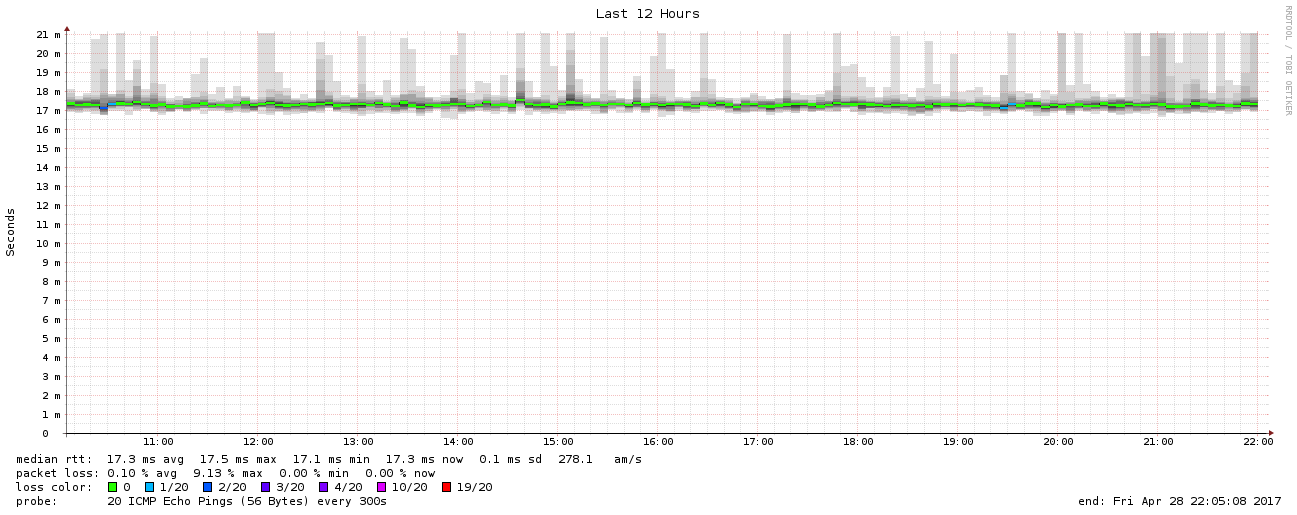 Last 12 Hours
RRDTOOL / TOBI OETIKER
Seconds
21 m
20 m
19 m
18 m
17 m
16 m
15 m
14 m
13 m
12 m
11 m
10 m
9 m
8 m
7 m
6 m
5 m
4 m
3 m
2 m
1 m
0
11:00 12:00 13:00 14:00 15:00 16:00 17:00 18:00 19:00 20:00 21:00 22:00
median rtt: 17.3 ms avg 17.5 ms max 17.1 ms min 17.3 ms now 0.1 ms sd 278.1 am/s
packet loss: 0.10 % avg 9.13 % max 0.00 % min 0.00 % now
loss color: 0 1/20 2/20 3/20 4/20 10/20 19/20
probe: 20 ICMP Echo Pings (56 Bytes) every 300s end: Fri Apr 28 22:05:08 2017